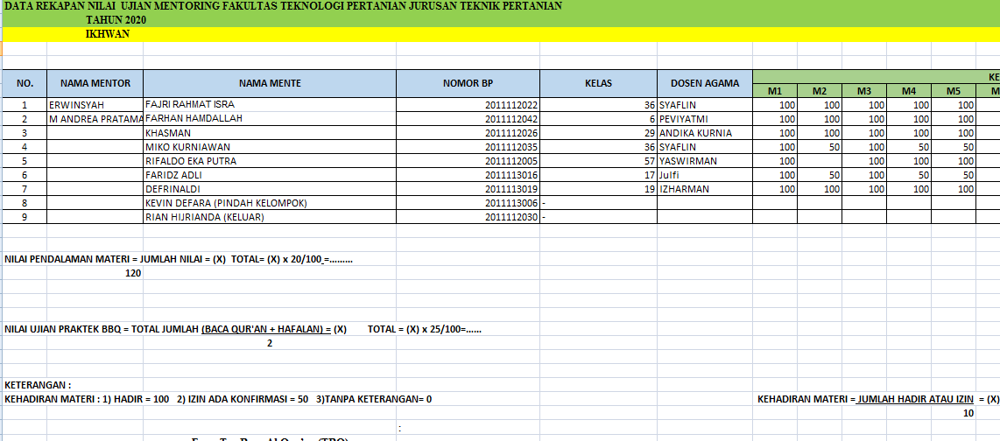 DATA REKAPAN NILAI UJIAN MENTORING FAKULTAS TEKNOLOGI PERTANIAN JURUSAN TEKNIK PERTANIAN
TAHUN 2020
IKHWAN
KE
NO. NAMA MENTOR NAMA MENTE NOMOR BP KELAS DOSEN AGAMA M1 M2 M3 M4 M5 M
1 ERWINSYAH FAJRI RAHMAT ISRA 2011112022 36 SYAFLIN 100 100 100 100 100
2 M ANDREA PRATAMA FARHAN HAMDALLAH 2011112042 6 PEVIYATMI 100 100 100 100 100
3 KHASMAN 2011112026 29 ANDIKA KURNIA 100 100 100 100 100
4 MIKO KURNIAWAN 2011112035 36 SYAFLIN 100 50 100 50 50
5 RIFALDO EKA PUTRA 2011112005 57 YASWIRMAN 100 100 100 100
6 FARIDZ ADLI 2011113016 17 Julfi 100 50 100 50 50
7 DEFRINALDI 2011113019 19 IZHARMAN 100 100 100 100 100
8 KEVIN DEFARA (PINDAH KELOMPOK) 2011113006 -
9 RIAN HIJRIANDA (KELUAR) 2011112030 -
NILAI PENDALAMAN MATERI = JUMLAH NILAI = (X) TOTAL= (X) x 20/100 =.........
120
NILAI UJIAN PRAKTEK BBQ = TOTAL JUMLAH (BACA QUR'AN + HAFALAN) = (X) TOTAL = (X) x 25/100=......
2
KETERANGAN :
KEHADIRAN MATERI : 1) HADIR = 100 2) IZIN ADA KONFIRMASI = 50 3)TANPA KETERANGAN= 0 KEHADIRAN MATERI = JUMLAH HADIR ATAU IZIN = (X)
10
: